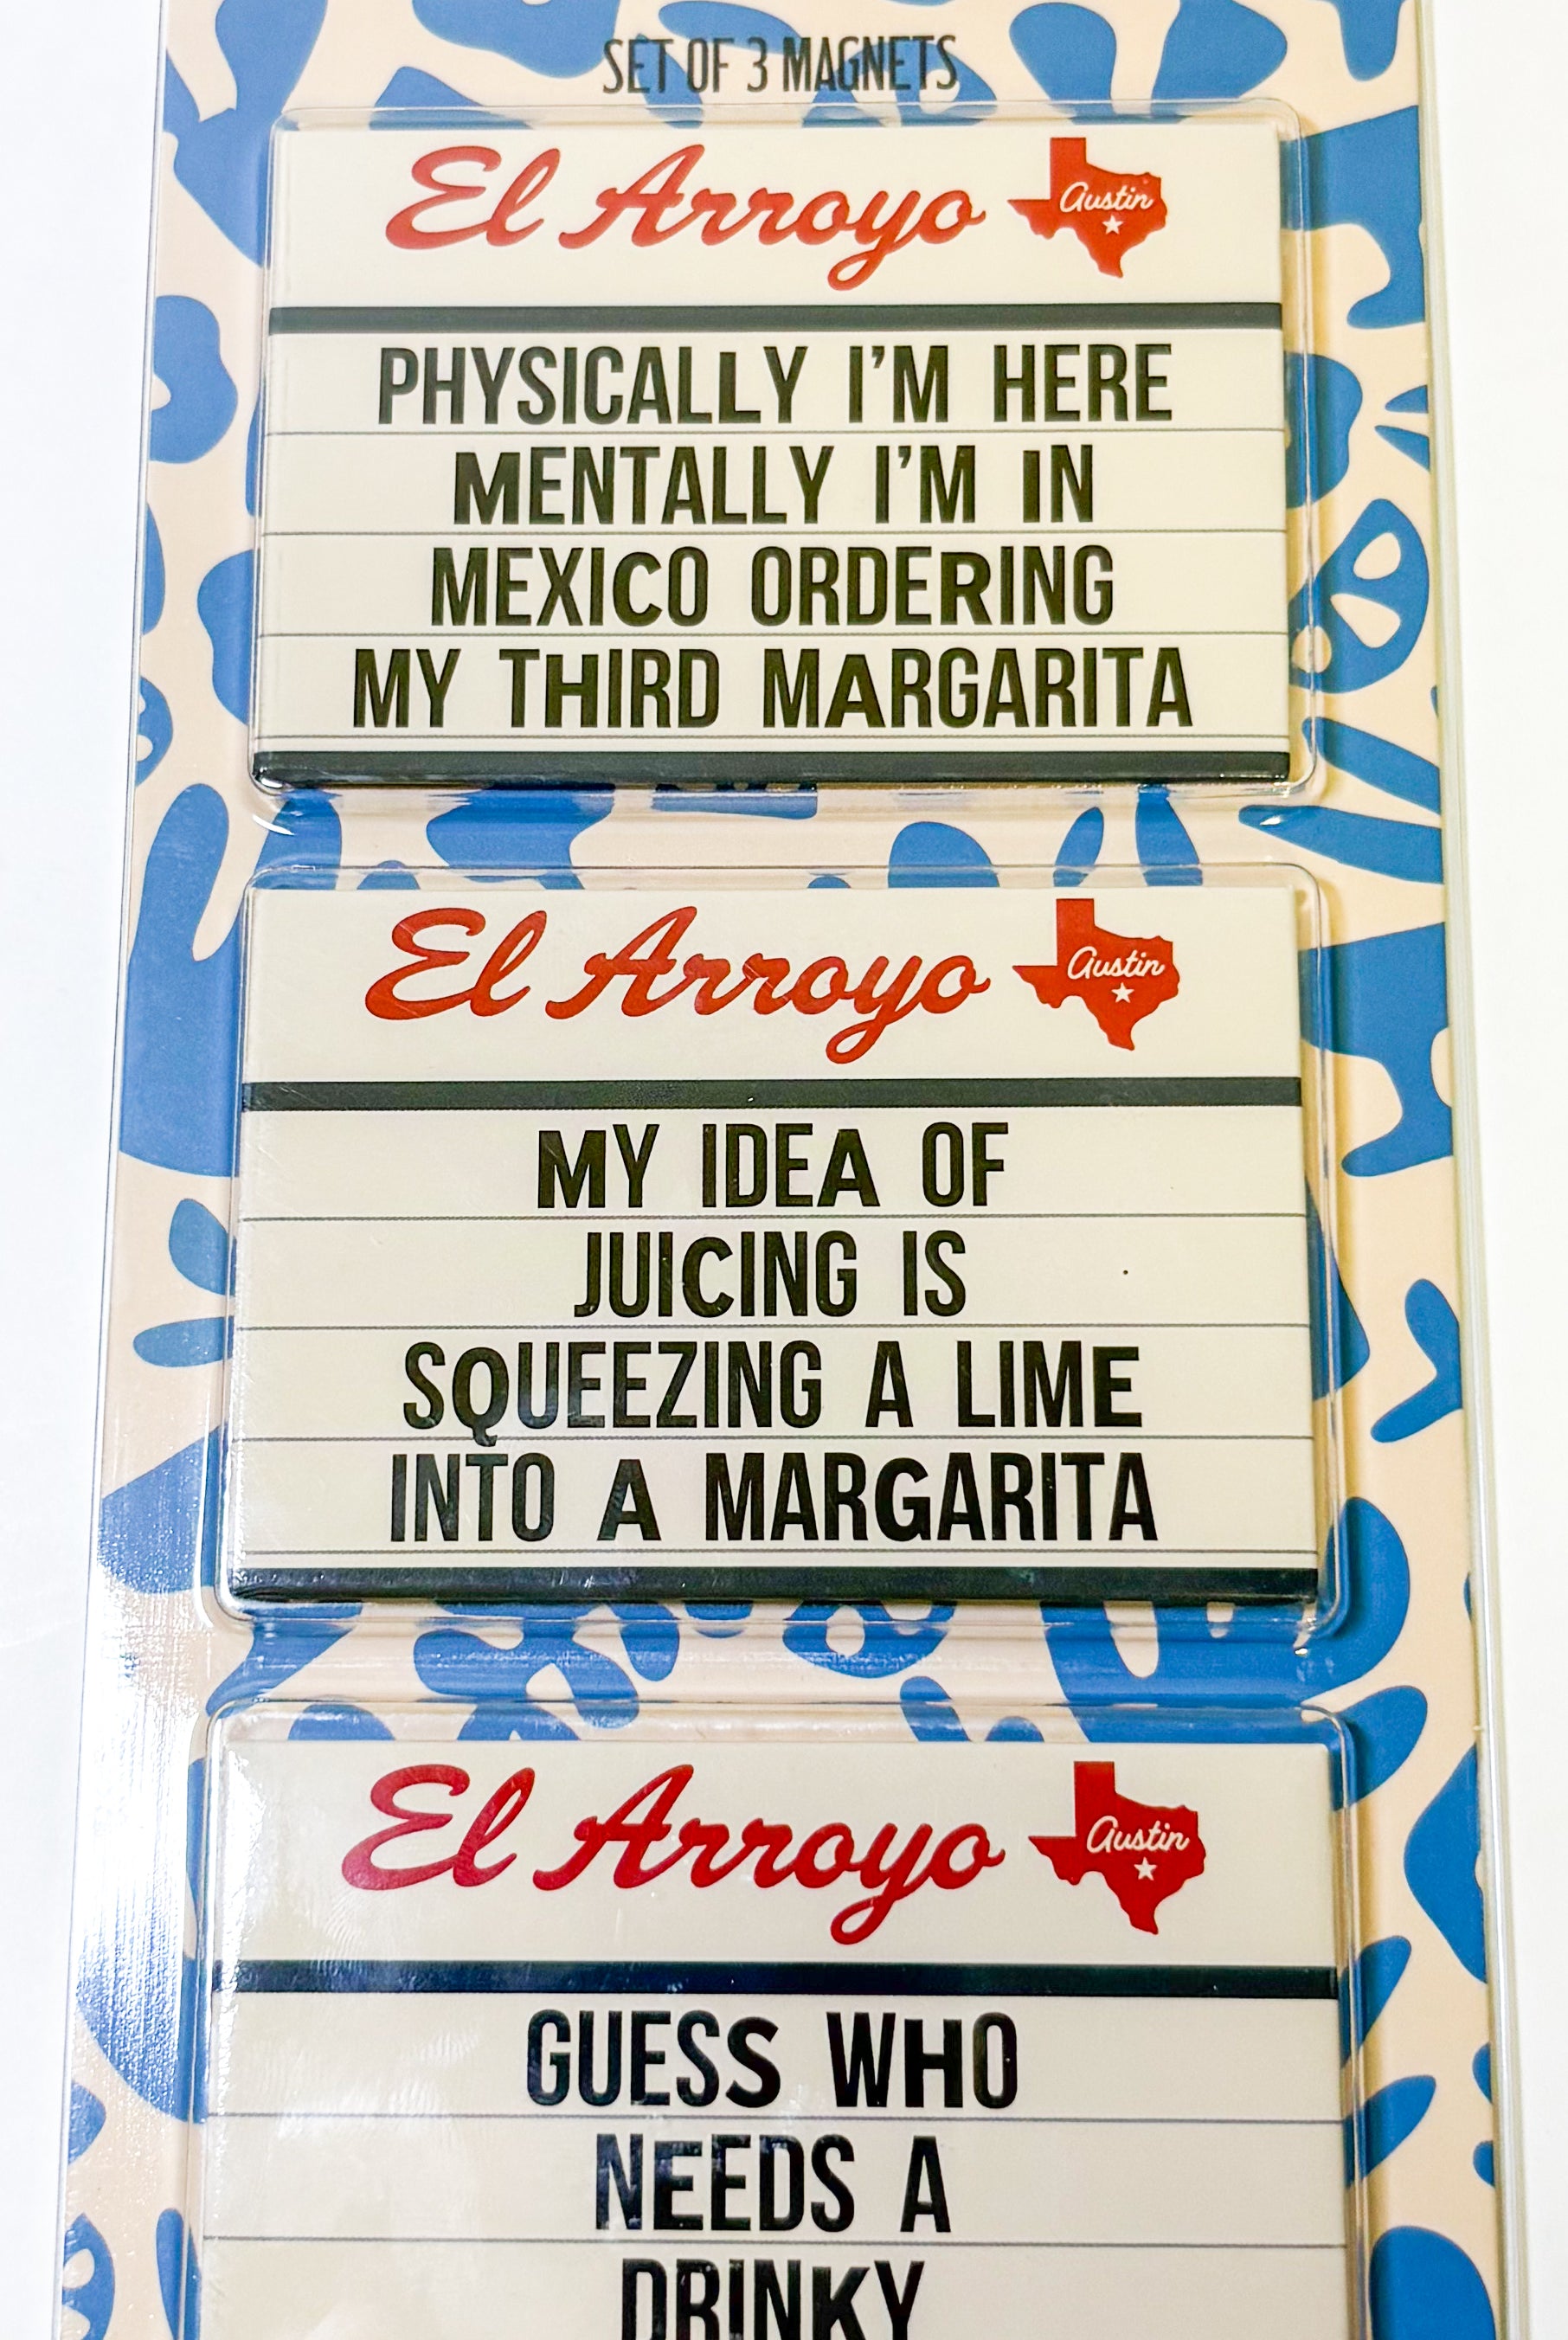 SET OF 3 MAGNETS
El Arroyo Austin
PHYSICALLY I'M HERE
MENTALLY I'M IN
MEXICO ORDERING
MY THIRD MARGARITA
El Arroyo Austin
MY IDEA OF
JUICING IS
SQUEEZING A LIME
INTO A MARGARITA
El Arroyo Austin
GUESS WHO
NEEDS A
DRINKY